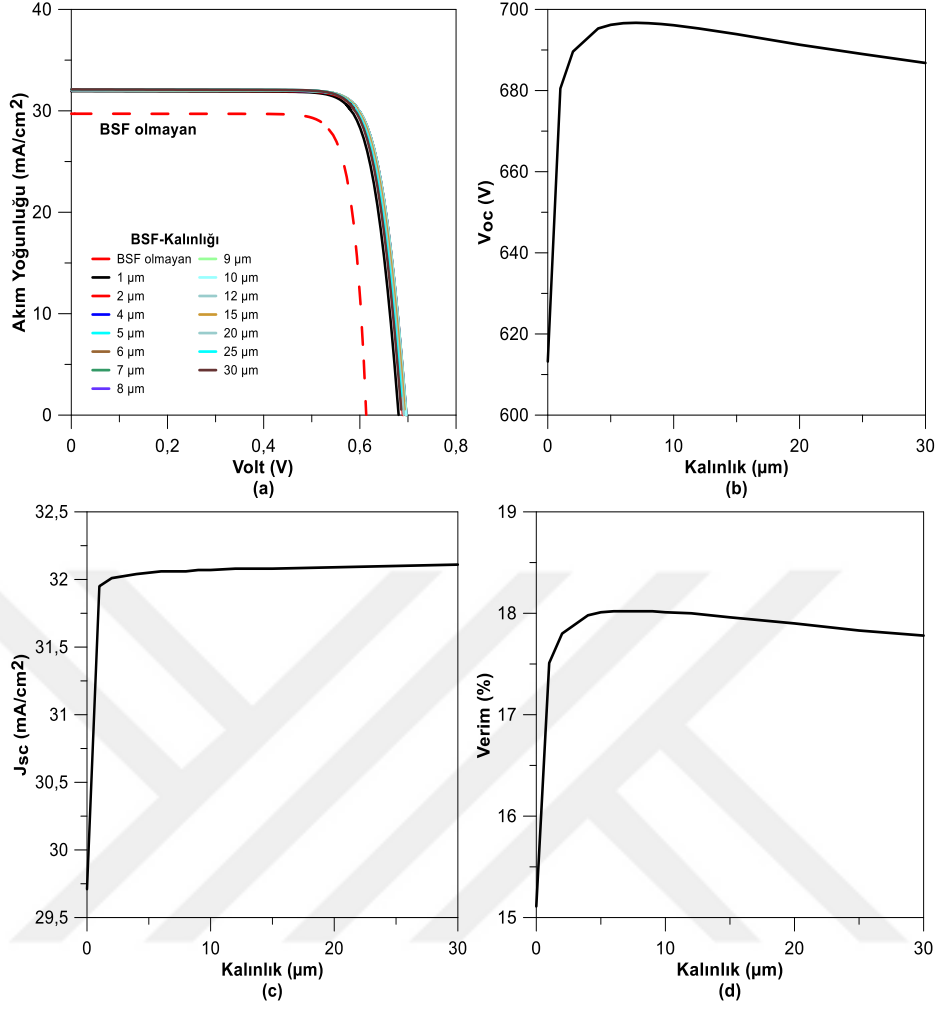 40
30
20
10
0
Akım Yoğunluğu (mA/cm2)
BSF olmayan
BSF-Kalınlığı
BSF olmayan 9 µm
1 µm 10 µm
2 µm 12 µm
4 µm 15 µm
5 µm 20 µm
6 µm 25 µm
7 µm 30 µm
8 µm
0 0,2 0,4 0,6 0,8
Volt (V)
(a)
700
680
660
640
620
600
Voc (V)
0 10 20 30
Kalınlık (µm)
(b)
32,5
32
31,5
31
30,5
30
29,5
Jsc (mA/cm2)
0 10 20 30
Kalınlık (µm)
(c)
19
18
17
16
15
Verim (%)
0 10 20 30
Kalınlık (µm)
(d)